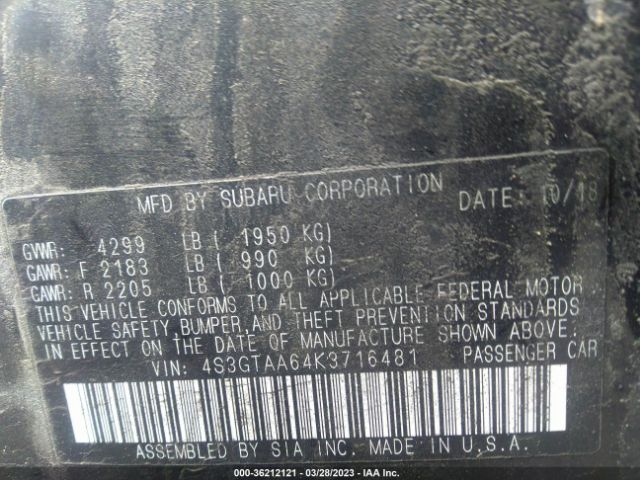 MFD BY SUBARU CORPORATION DATE: 10/18
GVWR: 4299 LB ( 1950 KG)
GAWR: F 2183 LB ( 990 KG)
GAWR: R 2205 LB ( 1000 KG)
THIS VEHICLE CONFORMS TO ALL APPLICABLE FEDERAL MOTOR
VEHICLE SAFETY, BUMPER, AND THEFT PREVENTION STANDARDS
IN EFFECT ON THE DATE OF MANUFACTURE SHOWN ABOVE.
VIN: 4S3GTAA64K3716481 PASSENGER CAR
ASSEMBLED BY SIA INC. MADE IN U.S.A.
000-36212121 | 03/28/2023 | IAA Inc.